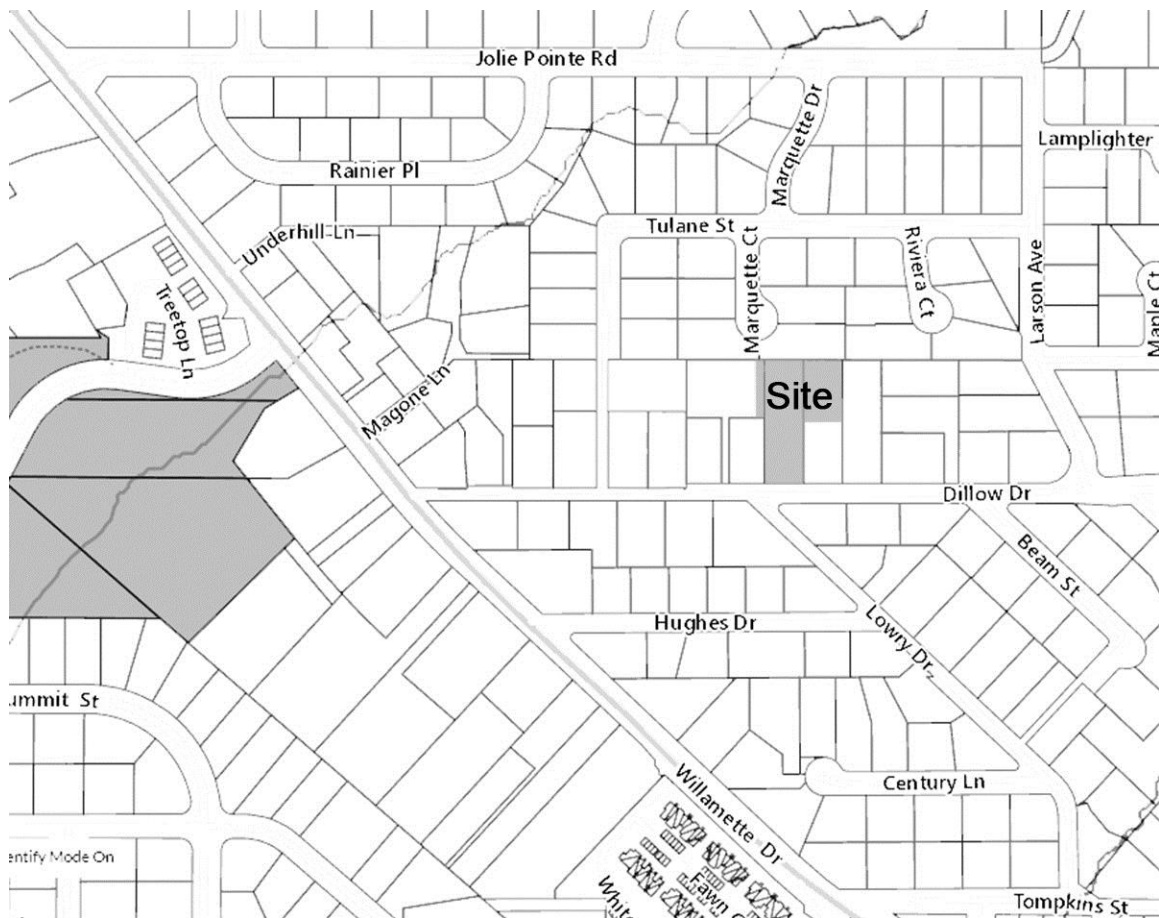 Jolie Pointe Rd
Marquette Dr
Lamplighter
Rainier Pl
Tulane St
Underhill Ln
Marquette Ct
Riviera Ct
Larson Ave
Maple Ct
Treetop Ln
Magone Ln
Site
Dillow Dr
Beam St
Hughes Dr
Lowry Dr
ummit St
Century Ln
Willamette Dr
entify Mode On
Fawn
White
Tompkins St